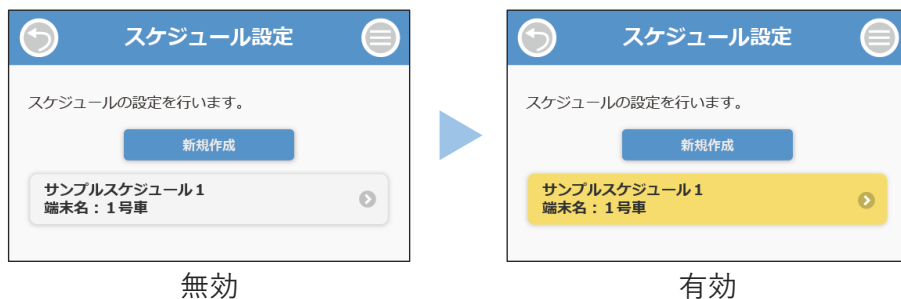 スケジュール設定
スケジュールの設定を行います。
新規作成
サンプルスケジュール1
端末名：1号車
無効
スケジュール設定
スケジュールの設定を行います。
新規作成
サンプルスケジュール1
端末名：1号車
有効